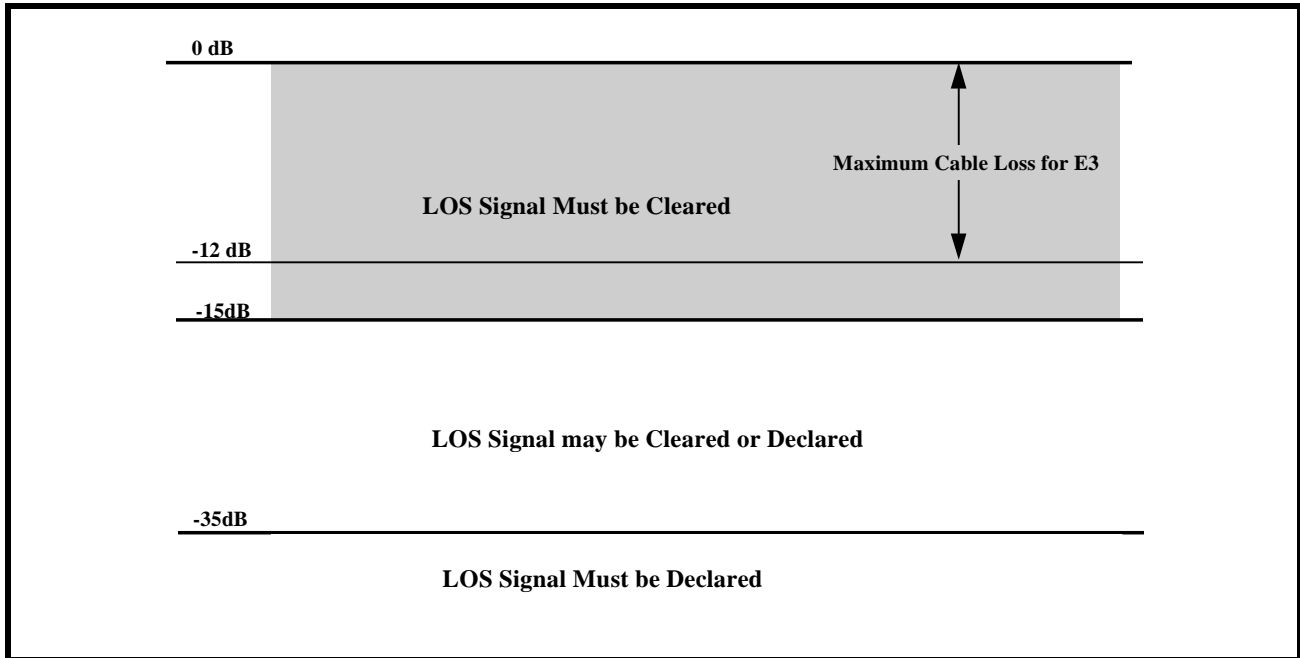 0 dB
Maximum Cable Loss for E3
LOS Signal Must be Cleared
-12 dB
-15dB
LOS Signal may be Cleared or Declared
-35dB
LOS Signal Must be Declared